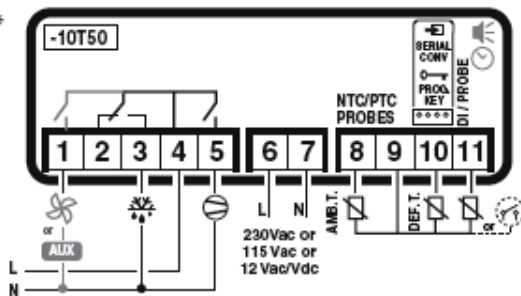 -10T50
SERIAL
CONV
PROG.
KEY
DI / PROBE
NTC/PTC
PROBES
1 2 3 4 5 6 7 8 9 10 11
or
AUX
L
N
L N
230Vac or
115 Vac or
12 Vac/Vdc
AMB.T.
DEF. T.
or